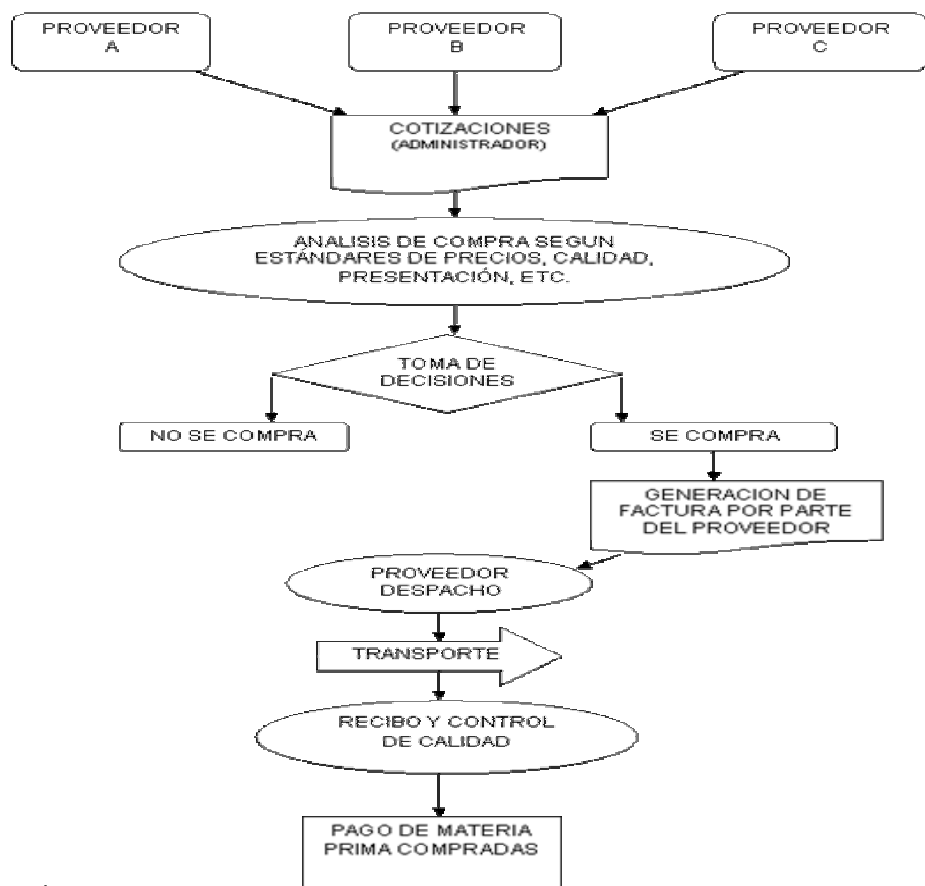 PROVEEDOR
A
PROVEEDOR
B
PROVEEDOR
C
COTIZACIONES
(ADMINISTRADOR)
ANALISIS DE COMPRA SEGUN
ESTÁNDARES DE PRECIOS, CALIDAD,
PRESENTACIÓN, ETC.
TOMA DE
DECISIONES
NO SE COMPRA
SE COMPRA
GENERACION DE
FACTURA POR PARTE
DEL PROVEEDOR
PROVEEDOR
DESPACHO
TRANSPORTE
RECIBO Y CONTROL
DE CALIDAD
PAGO DE MATERIA
PRIMA COMPRADAS